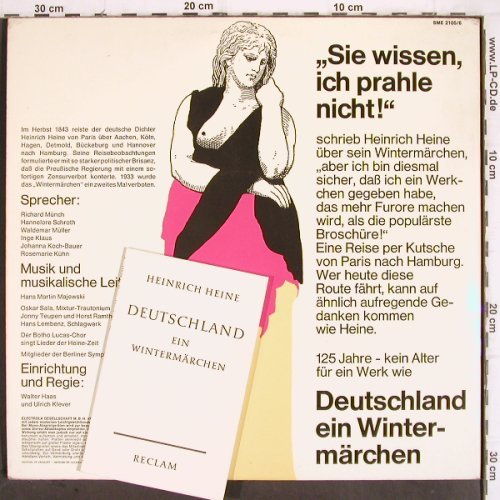 30 cm
20 cm
10 cm
SME 2105/6
www.LP-CD.de
10 cm
20 cm
30 cm
Im Herbst 1843 reiste der deutsche Dichter
Heinrich Heine von Paris über Aachen, Köln,
Hagen, Detmold, Bückeburg und Hannover
nach Hamburg. Seine Reisebeobachtungen
formulierte er mit so starker politischer Brisanz,
daß die Preußische Regierung mit einem so-
fortigen Zensurverbot konterte. 1933 wurde
das „Wintermärchen" ein zweites Mal verboten.
Sprecher:
Richard Münch
Hannelore Schroth
Waldemar Müller
Inge Klaus
Johanna Koch-Bauer
Rosemarie Kühn
Musik und
musikalische Leit
Hans Martin Majewski
Oskar Sala, Mixtur-Trautonium
Jonny Teupen und Horst Ramth
Hans Lembenz, Schlagwerk
Der Botho Lucas-Chor
singt Lieder der Heine-Zeit
Mitglieder der Berliner Symp
Einrichtung
und Regie:
Walter Haas
und Ulrich Klever
ELECTROLA GESELLSCHAFT M.B.H.
HEINRICH HEINE
DEUTSCHLAND
EIN
WINTERMÄRCHEN
RECLAM
„Sie wissen,
ich prahle
nicht!"
schrieb Heinrich Heine
über sein Wintermärchen,
„aber ich bin diesmal
sicher, daß ich ein Werk-
chen gegeben habe,
das mehr Furore machen
wird, als die populärste
Broschüre!"
Eine Reise per Kutsche
von Paris nach Hamburg.
Wer heute diese
Route fährt, kann auf
ähnlich aufregende Ge-
danken kommen
wie Heine.
125 Jahre - kein Alter
für ein Werk wie
Deutschland
ein Winter-
märchen